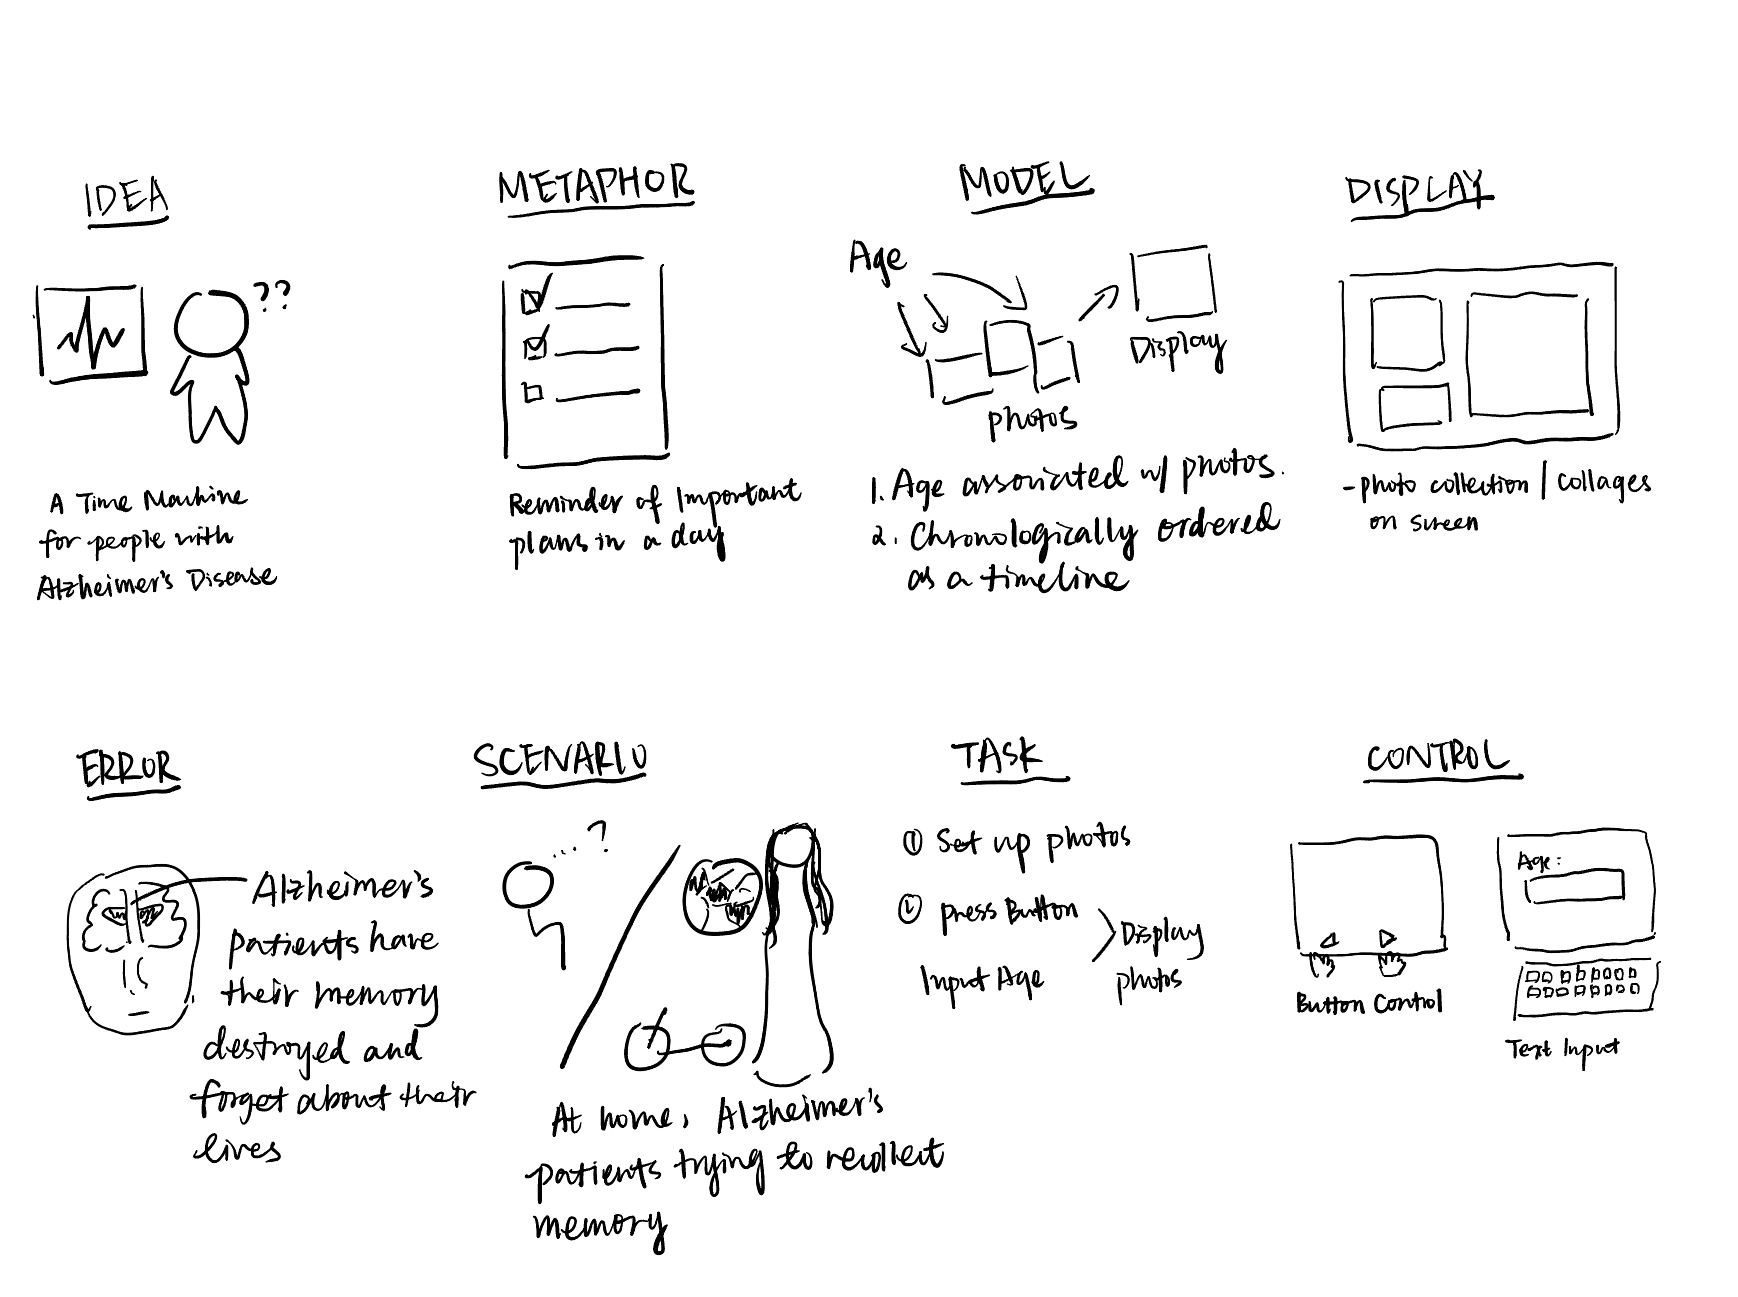 IDEA
??
A Time Machine
for people with
Alzheimer's Disease
METAPHOR
Reminder of Important
plans in a day
MODEL
Age
Display
photos
1. Age associated w/ photos.
2. Chronologically ordered
as a timeline
DISPLAY
- photo collection / collages
on screen
ERROR
Alzheimer's
patients have
their memory
destroyed and
forget about their
lives
SCENARIO
...?
At home, Alzheimer's
patients trying to recollect
memory
TASK
① Set up photos
② press Button
Input Age
Display
photos
CONTROL
Button Control
Age:
Text Input